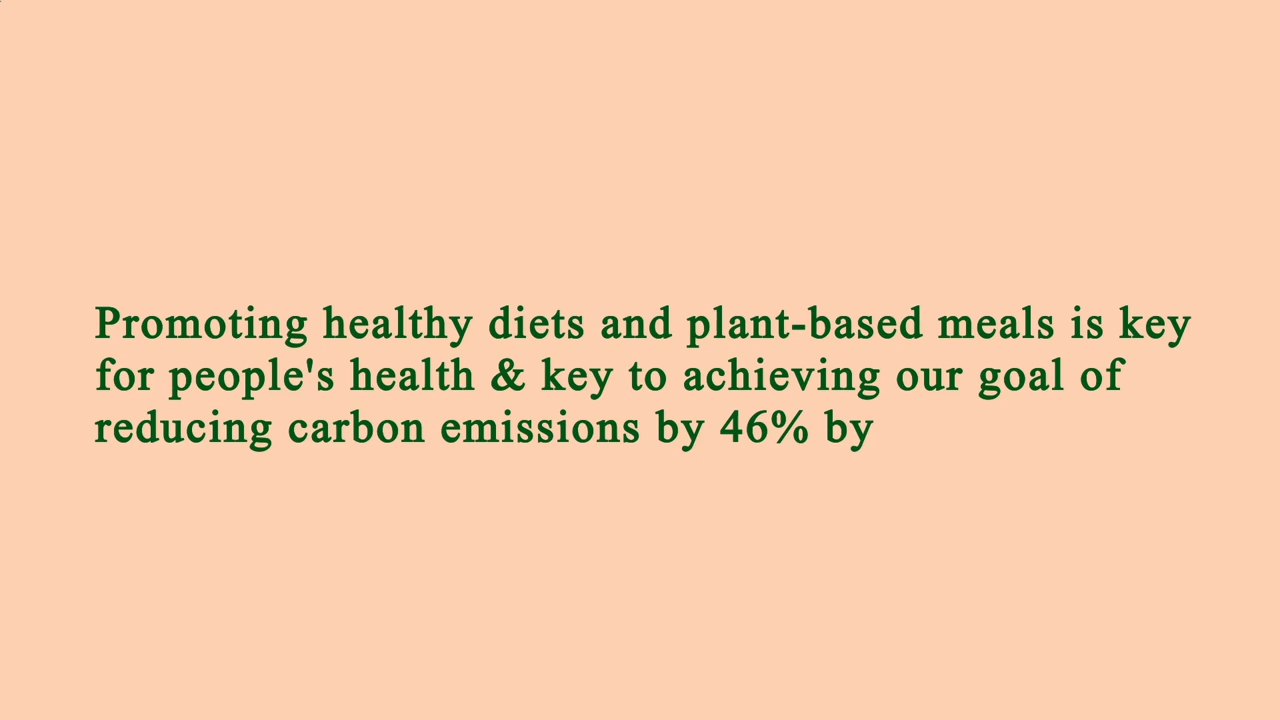 Promoting healthy diets and plant-based meals is key
for people's health & key to achieving our goal of
reducing carbon emissions by 46% by